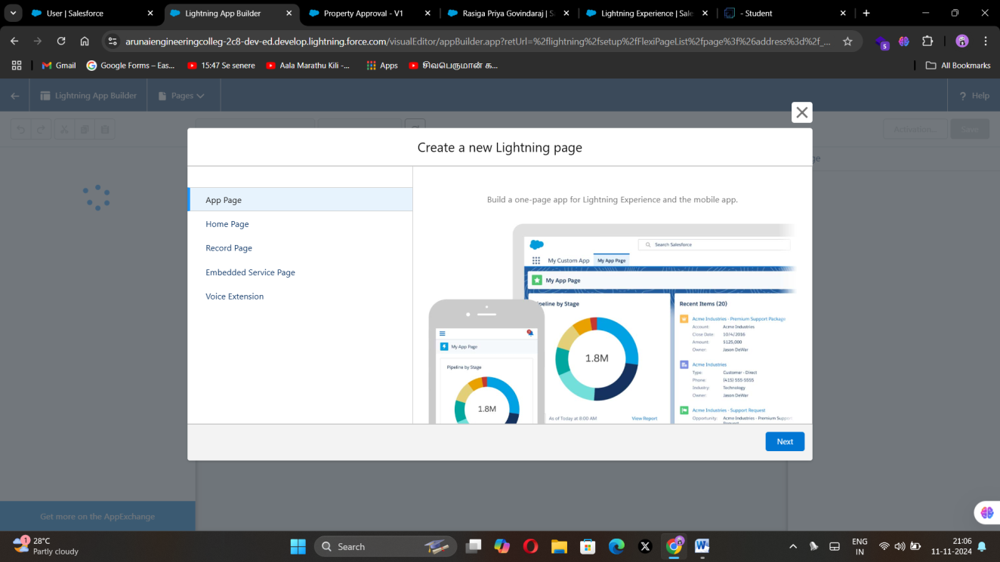 User | Salesforce
Lightning App Builder
Property Approval - V1
Rasiga Priya Govindaraj | S
Lightning Experience | Sale
- Student
arunaiengineeringcolleg-2c8-dev-ed.develop.lightning.force.com/visualEditor/appBuilder.app?retUrl=%2flightning%2fsetup%2fFlexiPageList%2fpage%3f%26address%3d%2f_...
5
Gmail
Google Forms – Eas...
15:47 Se senere
Aala Marathu Kili -...
Apps
சிவபெருமான் க...
All Bookmarks
Lightning App Builder
Pages
? Help
Activation...
Save
ge
Create a new Lightning page
App Page
Home Page
Record Page
Embedded Service Page
Voice Extension
Build a one-page app for Lightning Experience and the mobile app.
Search Salesforce
My Custom App
My App Page
My App Page
peline by Stage
1.8M
As of Today at 8:00 AM
View Report
Recent Items (20)
Acme Industries - Premium Support Package
Account: Acme Industries
Close Date: 10/4/2016
Amount: $125,000
Owner: Jason DeWar
Acme Industries
Type: Customer - Direct
Phone: (415) 555-5555
Industry: Technology
Owner: Jason DeWar
Acme Industries - Support Request
Opportunity: Acme Industries - Premium Support
My App Page
Pipeline by Stage
1.8M
Next
Get more on the AppExchange
1
28°C
Partly cloudy
Search
ENG
IN
21:06
11-11-2024